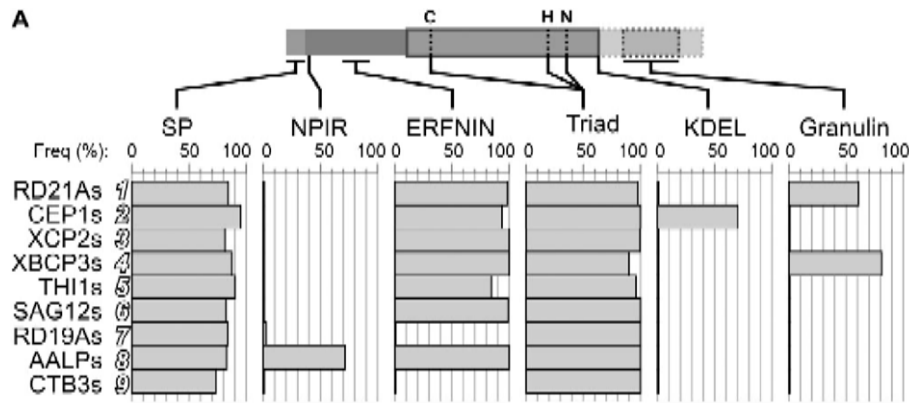 A
C H N
SP NPIR ERFNIN Triad KDEL Granulin
Freq (%): 0 50 100 0 50 100 0 50 100 0 50 100 0 50 100 0 50 100
RD21As 1
CEP1s 2
XCP2s 3
XBCP3s 4
THI1s 5
SAG12s 6
RD19As 7
AALPs 8
CTB3s 9